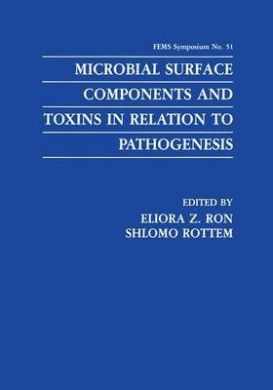 FEMS Symposium No. 51
MICROBIAL SURFACE
COMPONENTS AND
TOXINS IN RELATION TO
PATHOGENESIS
EDITED BY
ELIORA Z. RON
SHLOMO ROTTEM